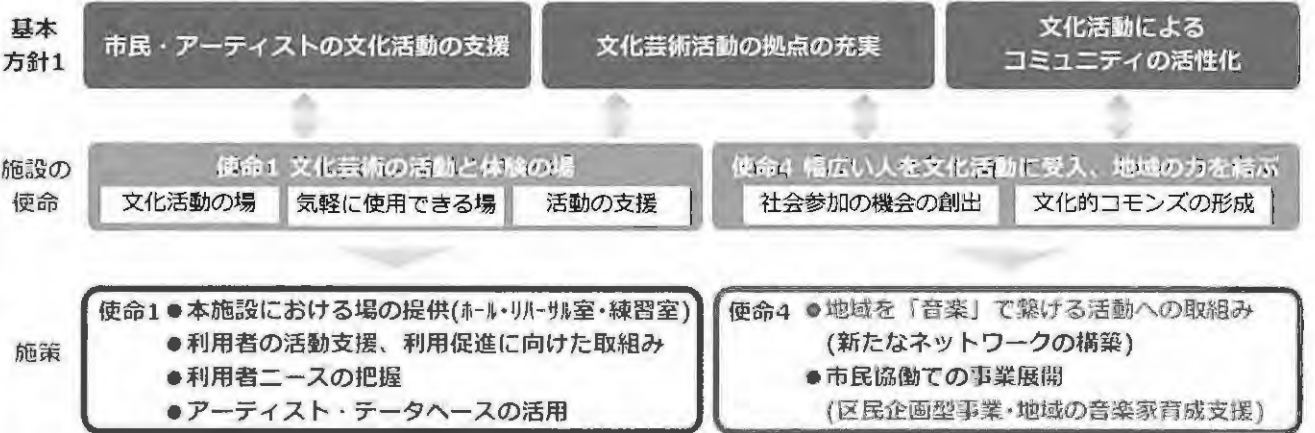 基本
方針1
市民・アーティストの文化活動の支援
文化芸術活動の拠点の充実
文化活動による
コミュニティの活性化
施設の
使命
使命1 文化芸術の活動と体験の場
文化活動の場
気軽に使用できる場
活動の支援
使命4 幅広い人を文化活動に受入、地域の力を結ぶ
社会参加の機会の創出
文化的コモンズの形成
施策
使命1 ●本施設における場の提供(ホール・リハーサル室・練習室)
●利用者の活動支援、利用促進に向けた取組み
●利用者ニーズの把握
●アーティスト・データベースの活用
使命4 ●地域を「音楽」で繋げる活動への取組み
(新たなネットワークの構築)
●市民協働での事業展開
(区民企画型事業・地域の音楽家育成支援)